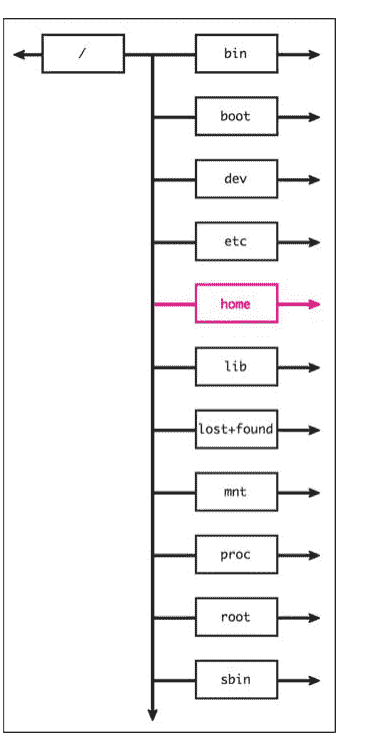 /
bin
boot
dev
etc
home
lib
lost+found
mnt
proc
root
sbin